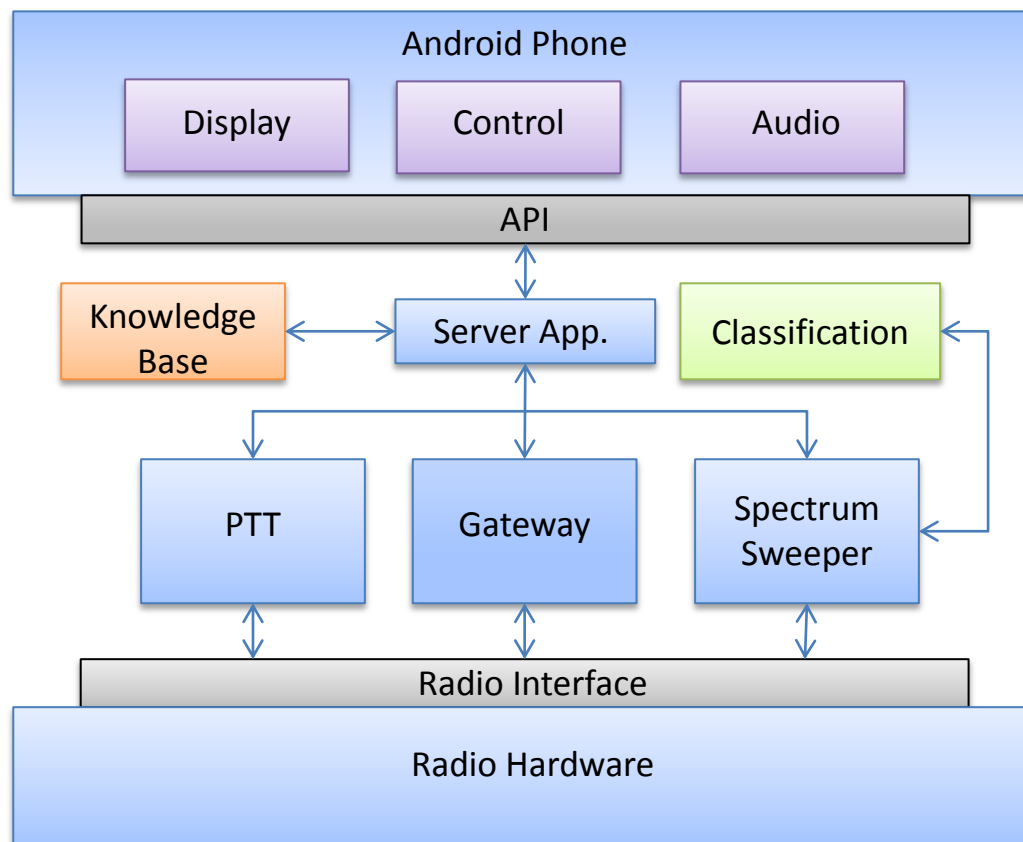 Android Phone
Display
Control
Audio
API
Knowledge
Base
Server App.
Classification
PTT
Gateway
Spectrum
Sweeper
Radio Interface
Radio Hardware